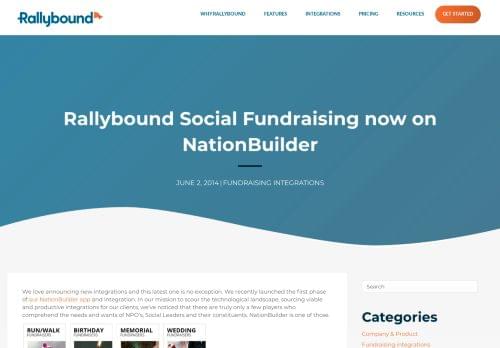 Rallybound
WHY RALLYBOUND
FEATURES
INTEGRATIONS
PRICING
RESOURCES
GET STARTED
Rallybound Social Fundraising now on
NationBuilder
JUNE 2, 2014 | FUNDRAISING INTEGRATIONS
We love announcing new integrations and this latest one is no exception. We recently launched the first phase
of our NationBuilder app and integration. In our mission to scour the technological landscape, sourcing viable
and productive integrations for our clients, we've noticed that there are truly only a few players who
comprehend the needs and wants of NPO's, Social Leaders and their constituents. NationBuilder is one of those.
RUN/WALK
FUNDRAISERS
BIRTHDAY
FUNDRAISERS
MEMORIAL
FUNDRAISERS
WEDDING
FUNDRAISERS
Search
Categories
Company & Product
Fundraising integrations